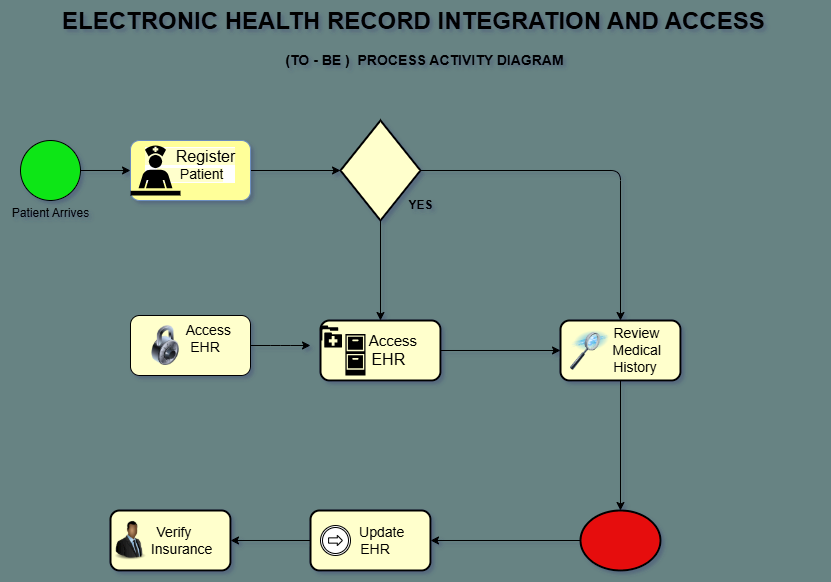 ELECTRONIC HEALTH RECORD INTEGRATION AND ACCESS
(TO - BE ) PROCESS ACTIVITY DIAGRAM
Register
Patient
Patient Arrives
YES
Access
EHR
Access
EHR
Review
Medical
History
Verify
Insurance
Update
EHR